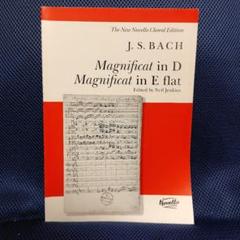 The New Novello Choral Edition
J. S. BACH
Magnificat in D
Magnificat in E flat
Edited by Neil Jenkins
Novello